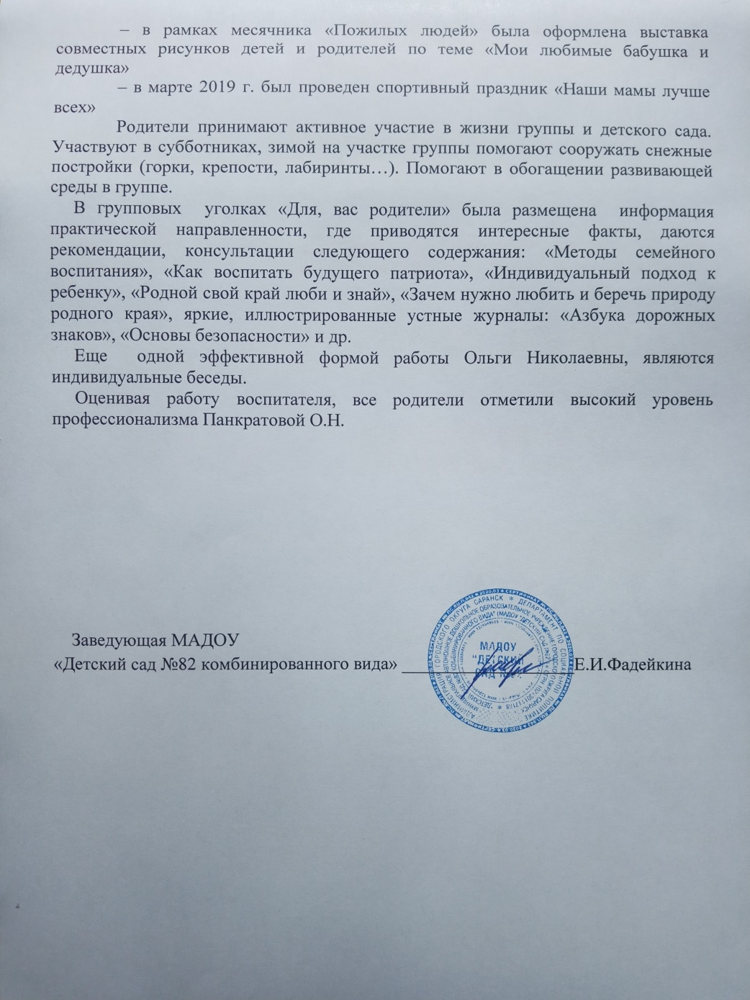 – в рамках месячника «Пожилых людей» была оформлена выставка
совместных рисунков детей и родителей по теме «Мои любимые бабушка и
дедушка»
– в марте 2019 г. был проведен спортивный праздник «Наши мамы лучше
всех»
Родители принимают активное участие в жизни группы и детского сада.
Участвуют в субботниках, зимой на участке группы помогают сооружать снежные
постройки (горки, крепости, лабиринты…). Помогают в обогащении развивающей
среды в группе.
В групповых уголках «Для, вас родители» была размещена информация
практической направленности, где приводятся интересные факты, даются
рекомендации, консультации следующего содержания: «Методы семейного
воспитания», «Как воспитать будущего патриота», «Индивидуальный подход к
ребенку», «Родной свой край люби и знай», «Зачем нужно любить и беречь природу
родного края», яркие, иллюстрированные устные журналы: «Азбука дорожных
знаков», «Основы безопасности» и др.
Еще одной эффективной формой работы Ольги Николаевны, являются
индивидуальные беседы.
Оценивая работу воспитателя, все родители отметили высокий уровень
профессионализма Панкратовой О.Н.
Заведующая МАДОУ
«Детский сад №82 комбинированного вида» Е.И.Фадейкина
АДМИНИСТРАЦИЯ ГОРОДСКОГО ОКРУГА САРАНСК * ДЕПАРТАМЕНТ ПО СОЦИАЛЬНОЙ ПОЛИТИКЕ
МАДОУ
"ДЕТСКИЙ
САД